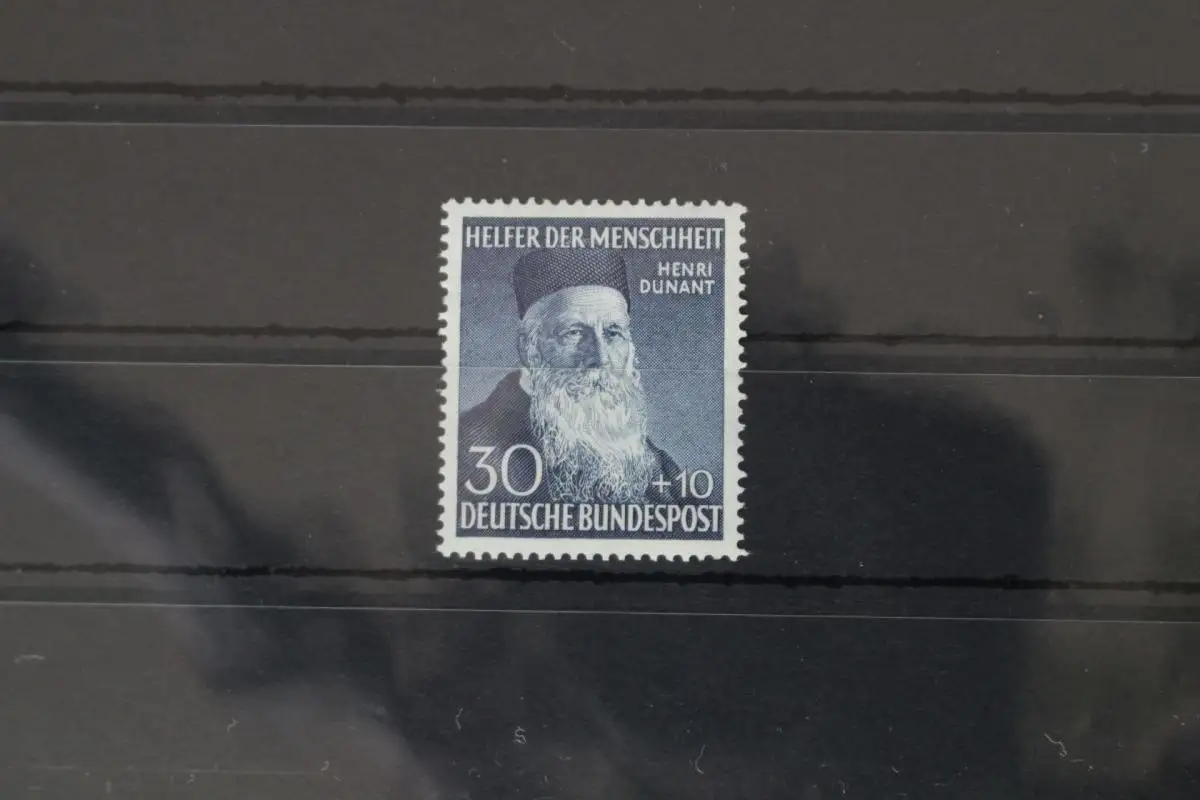 HELFER DER MENSCHHEIT
HENRI
DUNANT
30 +10
DEUTSCHE BUNDESPOST